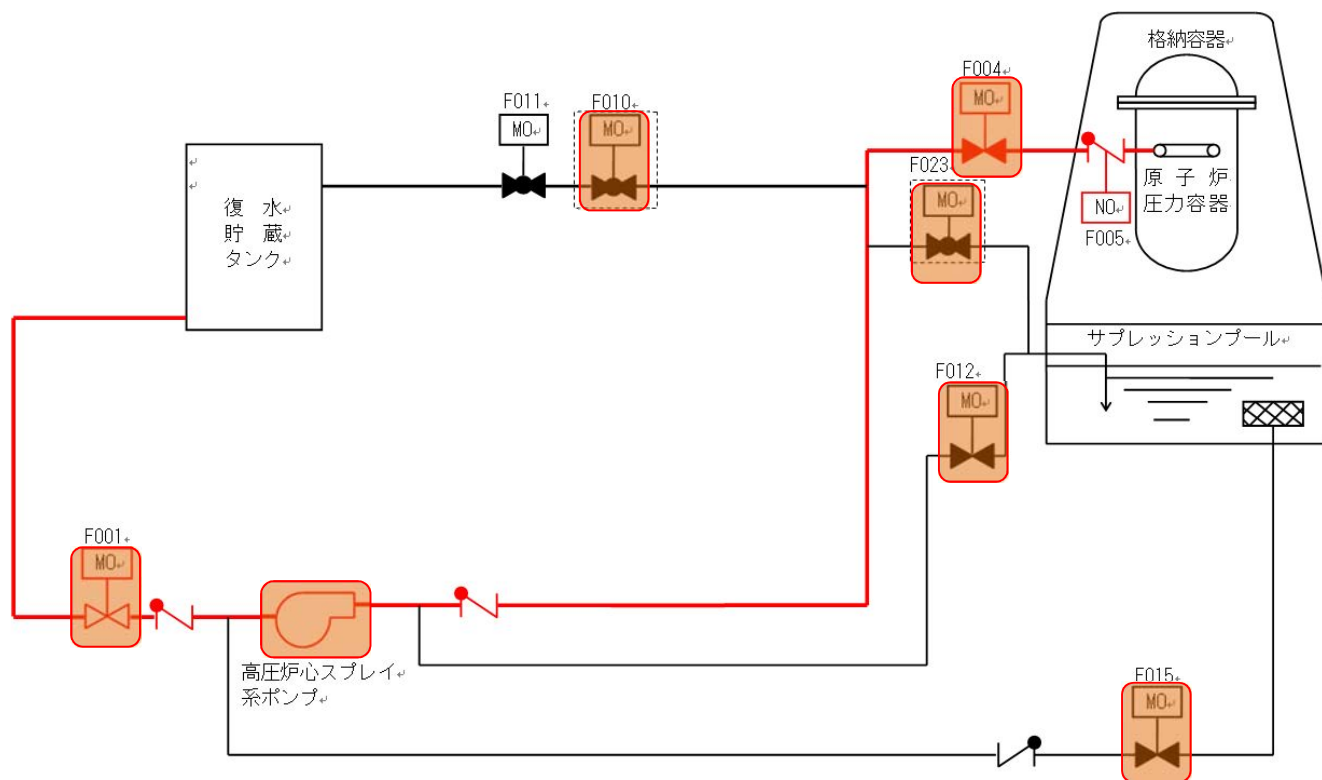 格納容器
F004
MO
F011
MO
F010
MO
F023
MO
原 子 炉
圧力容器
NO
F005
復 水
貯 蔵
タンク
サプレッションプール
F012
MO
F001
MO
高圧炉心スプレイ
系ポンプ
F015
MO